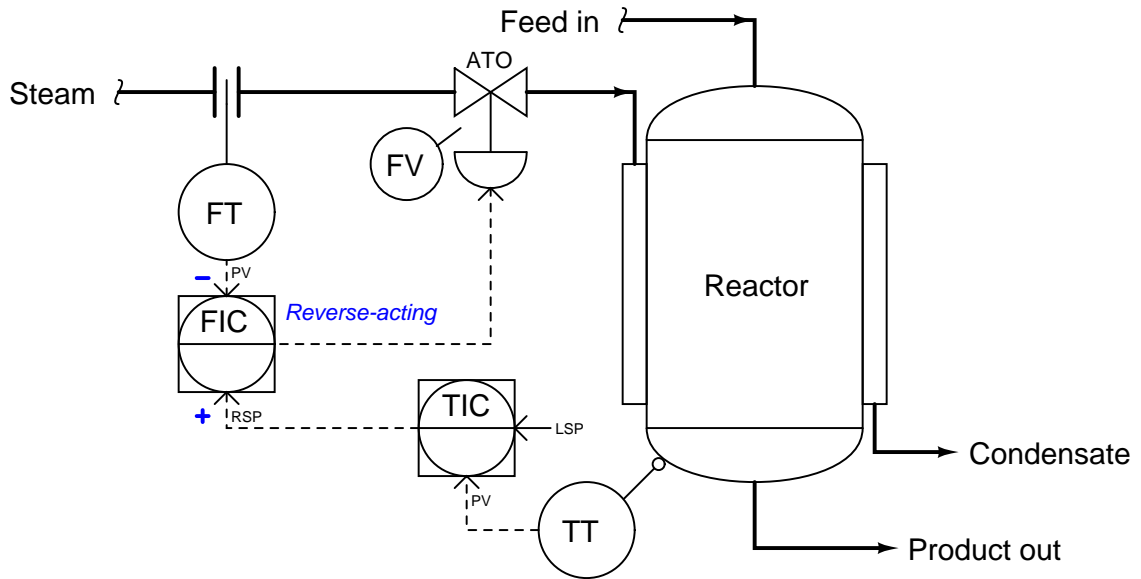 Feed in
ATO
Steam
FV
FT
PV
−
Reactor
FIC
Reverse-acting
TIC
+
RSP
LSP
Condensate
PV
TT
Product out